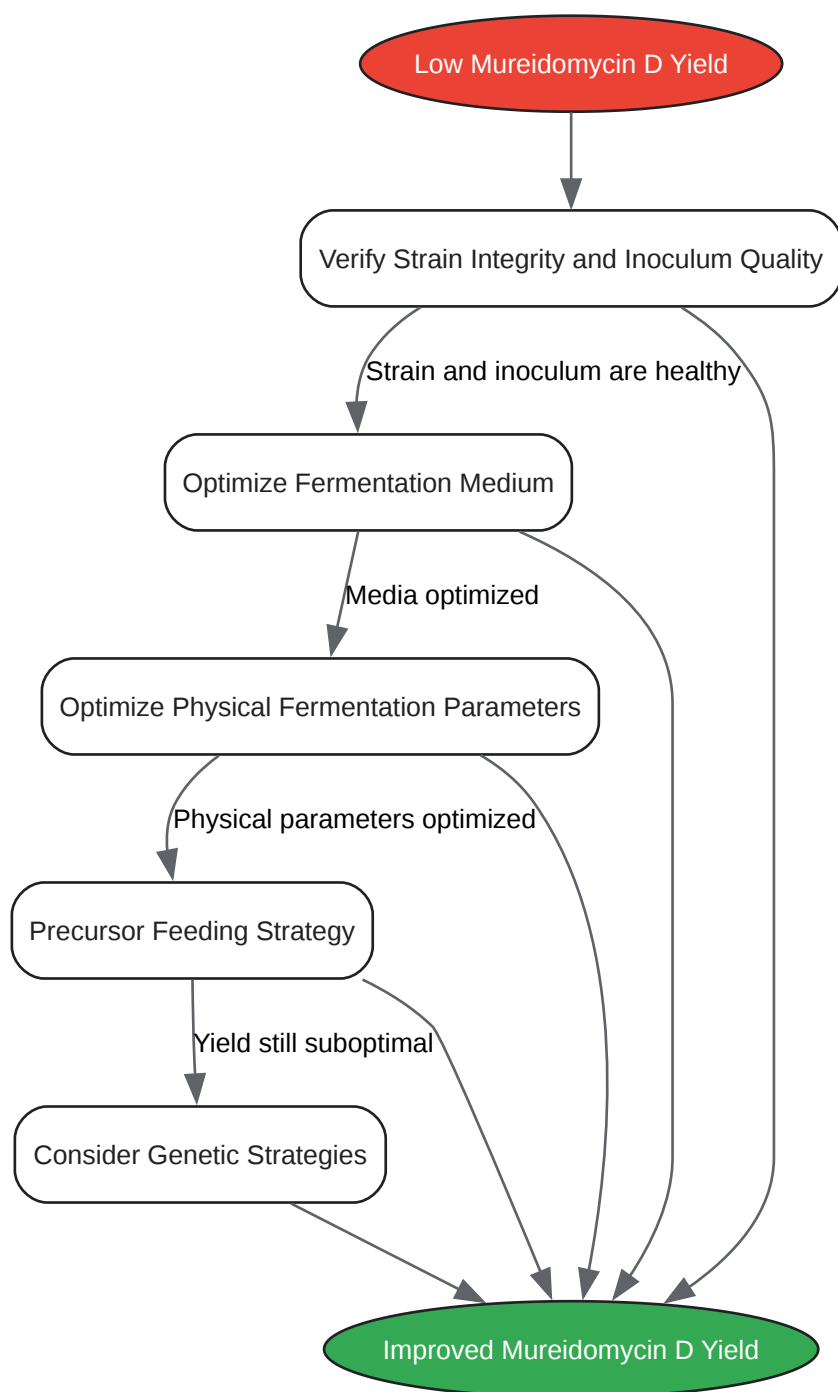 Low Mureidomycin D Yield
Verify Strain Integrity and Inoculum Quality
Strain and inoculum are healthy
Optimize Fermentation Medium
Media optimized
Optimize Physical Fermentation Parameters
Physical parameters optimized
Precursor Feeding Strategy
Yield still suboptimal
Consider Genetic Strategies
Improved Mureidomycin D Yield